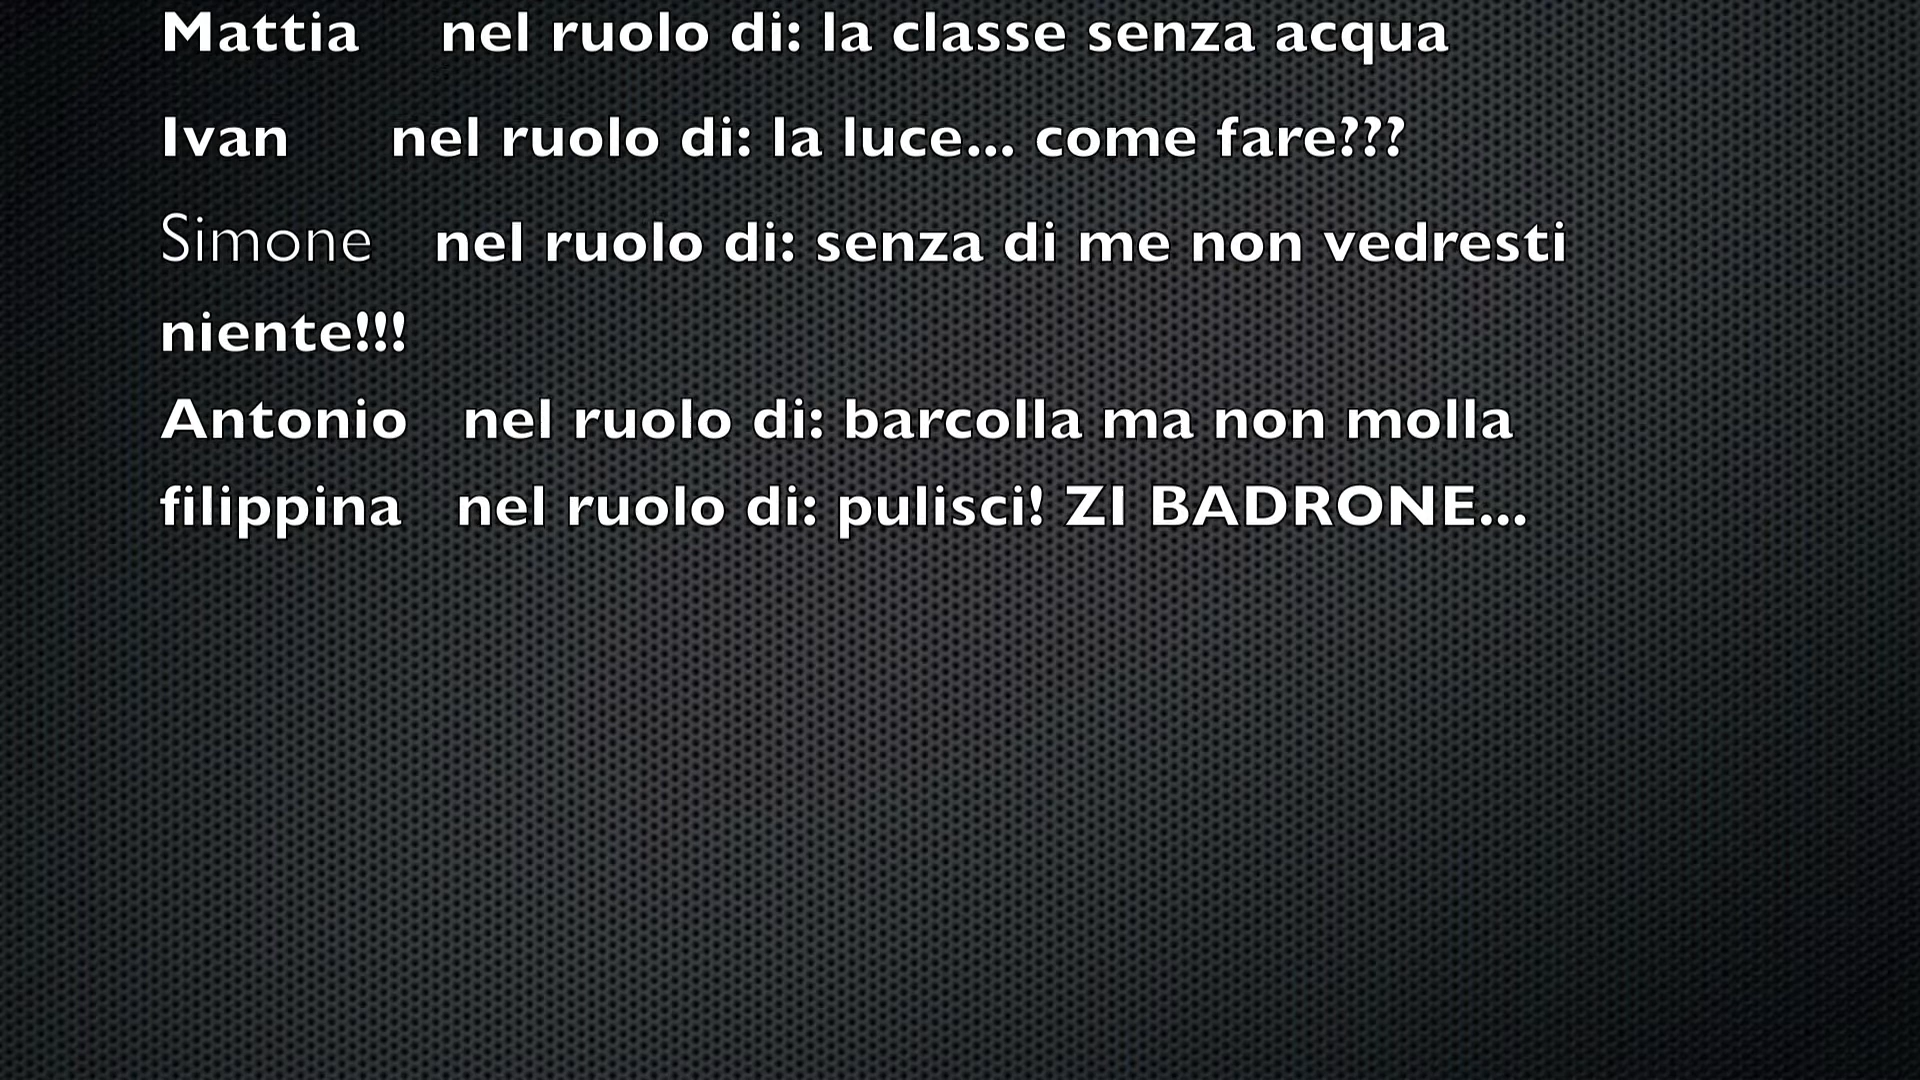 Mattia nel ruolo di: la classe senza acqua
Ivan nel ruolo di: la luce... come fare???
Simone nel ruolo di: senza di me non vedresti
niente!!!
Antonio nel ruolo di: barcolla ma non molla
filippina nel ruolo di: pulisci! ZI BADRONE...